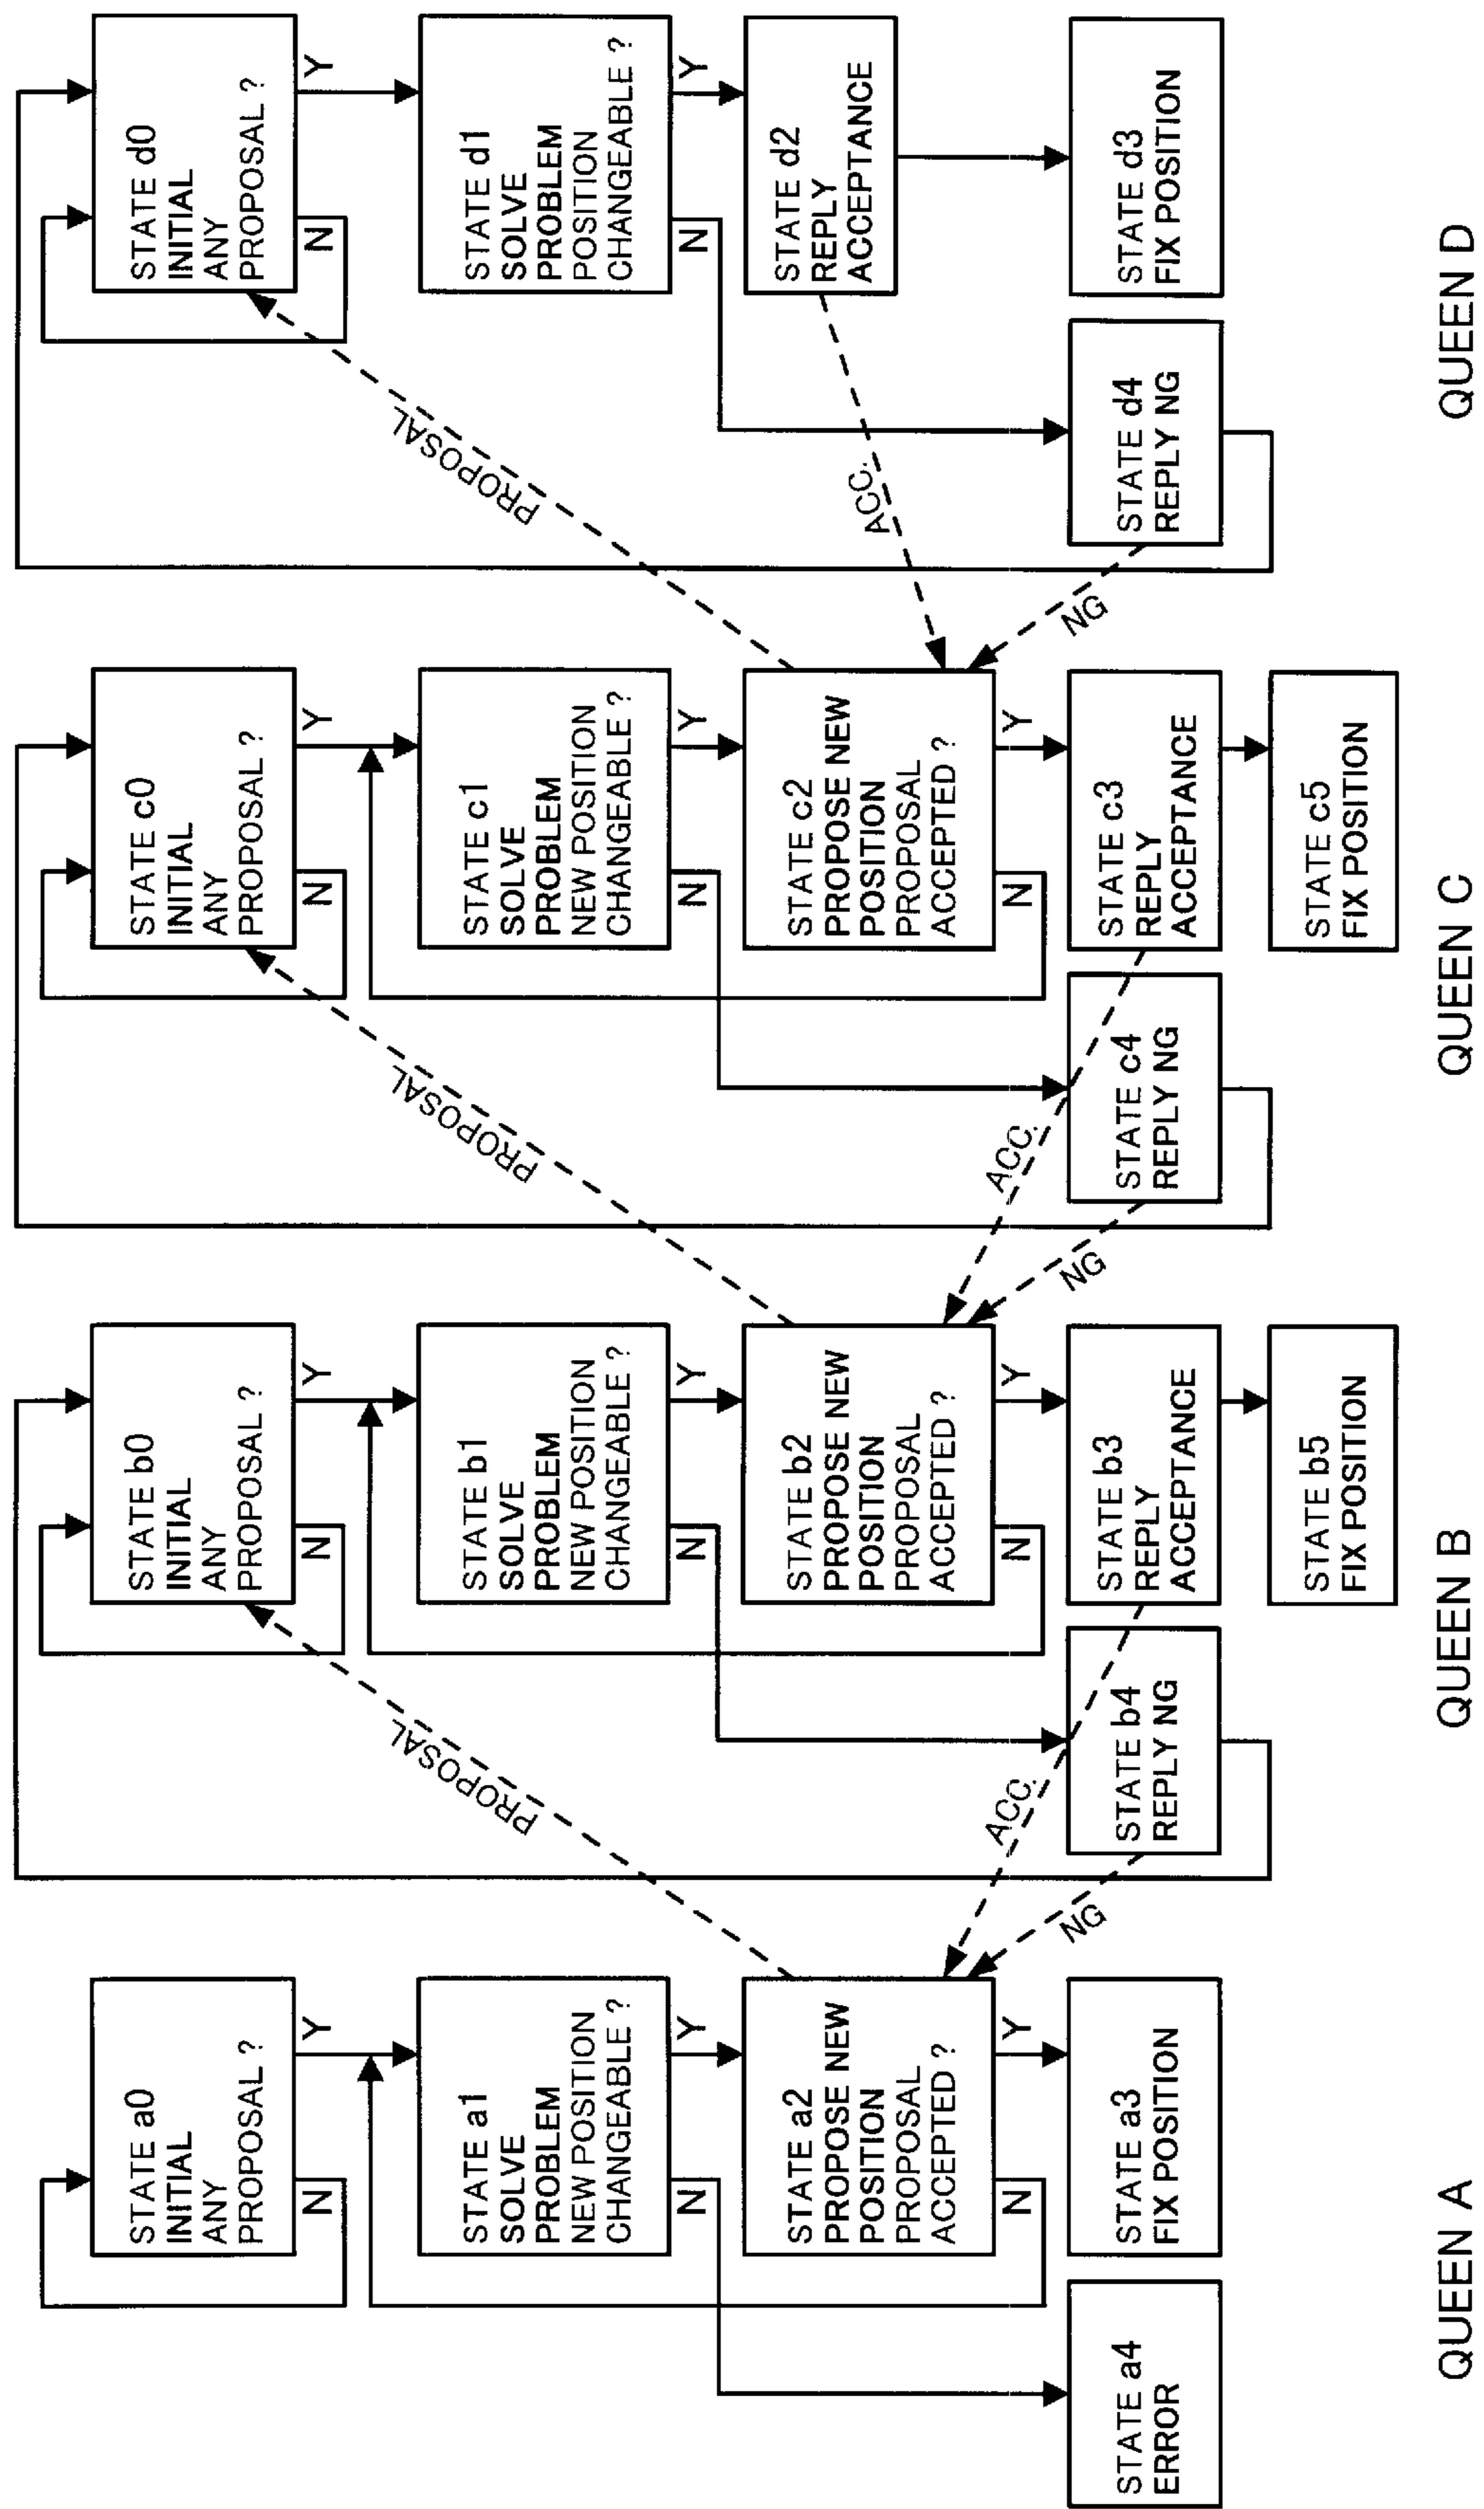 STATE a0
INITIAL
ANY
PROPOSAL ?
Y
N
STATE a1
SOLVE
PROBLEM
NEW POSITION
CHANGEABLE ?
Y
N
STATE a2
PROPOSE NEW
POSITION
PROPOSAL
ACCEPTED ?
Y
N
STATE a3
FIX POSITION
STATE a4
ERROR
QUEEN A
PROPOSAL
ACC.
NG
STATE b0
INITIAL
ANY
PROPOSAL ?
Y
N
STATE b1
SOLVE
PROBLEM
NEW POSITION
CHANGEABLE ?
Y
N
STATE b2
PROPOSE NEW
POSITION
PROPOSAL
ACCEPTED ?
Y
N
STATE b3
REPLY
ACCEPTANCE
STATE b4
REPLY NG
STATE b5
FIX POSITION
QUEEN B
PROPOSAL
ACC.
NG
STATE c0
INITIAL
ANY
PROPOSAL ?
Y
N
STATE c1
SOLVE
PROBLEM
NEW POSITION
CHANGEABLE ?
Y
N
STATE c2
PROPOSE NEW
POSITION
PROPOSAL
ACCEPTED ?
Y
N
STATE c3
REPLY
ACCEPTANCE
STATE c4
REPLY NG
STATE c5
FIX POSITION
QUEEN C
PROPOSAL
ACC.
NG
STATE d0
INITIAL
ANY
PROPOSAL ?
Y
N
STATE d1
SOLVE
PROBLEM
POSITION
CHANGEABLE ?
Y
N
STATE d2
REPLY
ACCEPTANCE
STATE d3
FIX POSITION
STATE d4
REPLY NG
QUEEN D